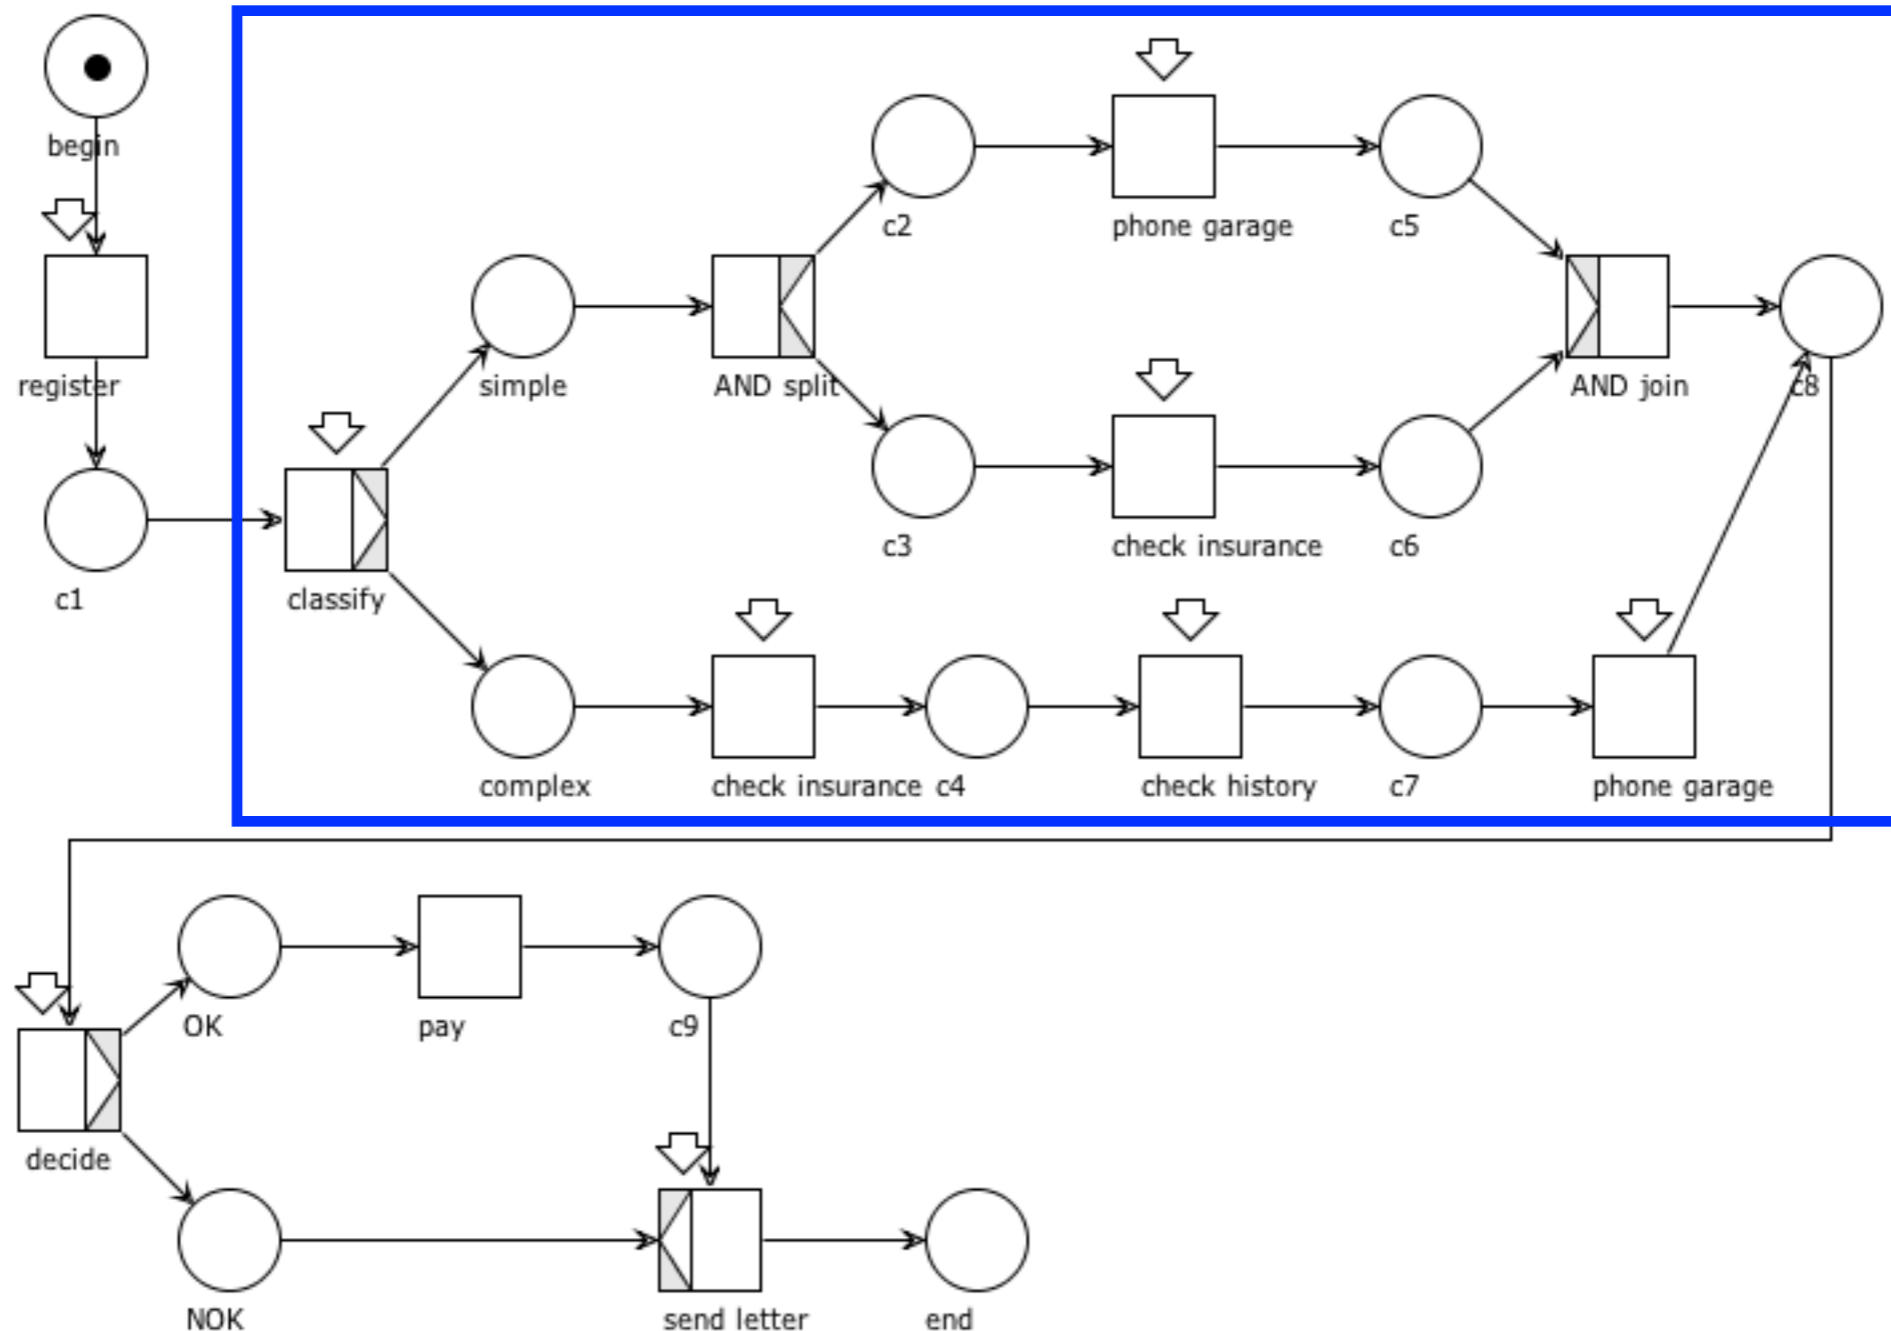 begin
c2
phone garage
c5
register
simple
AND split
AND join
c8
c3
check insurance
c6
c1
classify
complex
check insurance
c4
check history
c7
phone garage
OK
pay
c9
decide
NOK
send letter
end